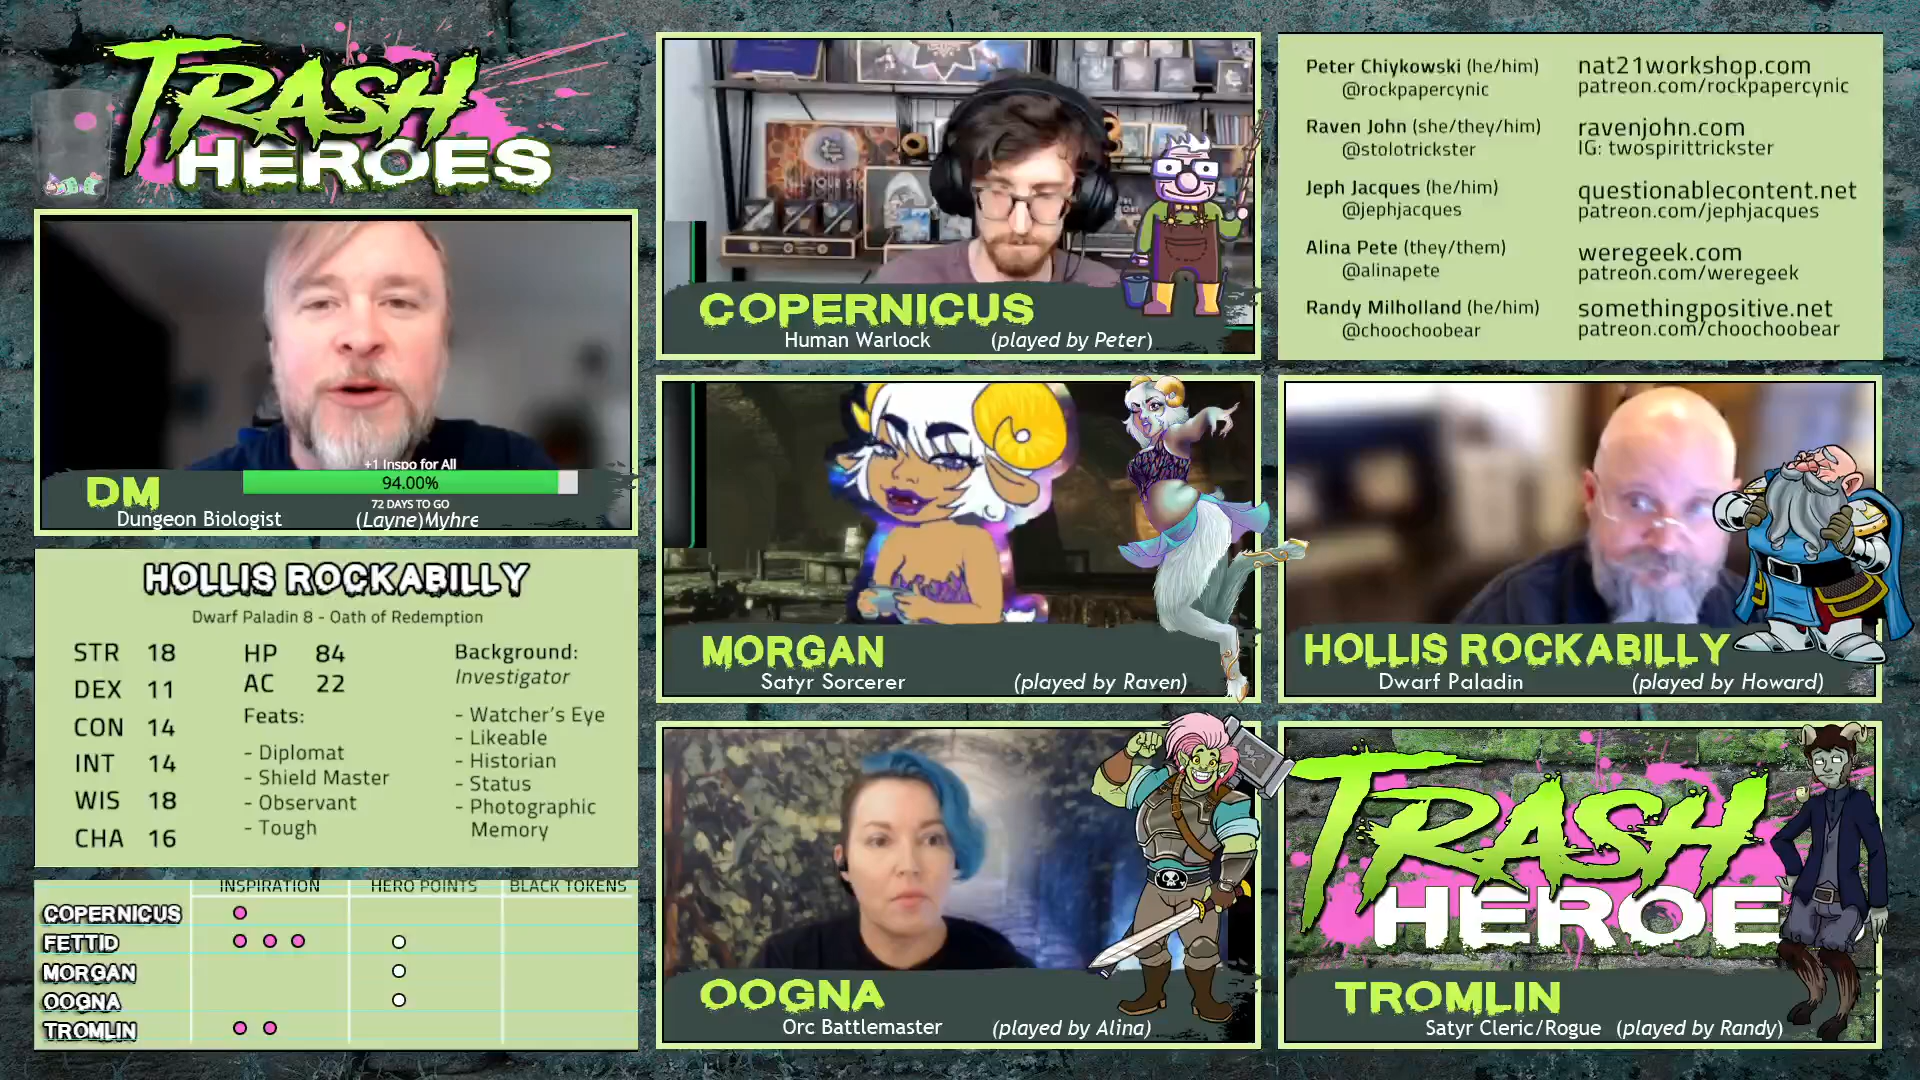 TRASH
HEROES
+1 Inspo for All
94.00%
72 DAYS TO GO
DM
Dungeon Biologist (Layne)Myhre
HOLLIS ROCKABILLY
Dwarf Paladin 8 - Oath of Redemption
STR 18
DEX 11
CON 14
INT 14
WIS 18
CHA 16
HP 84
AC 22
Feats:
- Diplomat
- Shield Master
- Observant
- Tough
Background:
Investigator
- Watcher's Eye
- Likeable
- Historian
- Status
- Photographic
Memory
INSPIRATION HERO POINTS BLACK TOKENS
COPERNICUS
FETTID
MORGAN
OOGNA
TROMLIN
COPERNICUS
Human Warlock (played by Peter)
MORGAN
Satyr Sorcerer (played by Raven)
OOGNA
Orc Battlemaster (played by Alina)
Peter Chiykowski (he/him)
@rockpapercynic
nat21workshop.com
patreon.com/rockpapercynic
Raven John (she/they/him)
@stolotrickster
ravenjohn.com
IG: twospirittrickster
Jeph Jacques (he/him)
@jephjacques
questionablecontent.net
patreon.com/jephjacques
Alina Pete (they/them)
@alinapete
weregeek.com
patreon.com/weregeek
Randy Milholland (he/him)
@choochoobear
somethingpositive.net
patreon.com/choochoobear
HOLLIS ROCKABILLY
Dwarf Paladin (played by Howard)
TRASH
HEROE
TROMLIN
Satyr Cleric/Rogue (played by Randy)